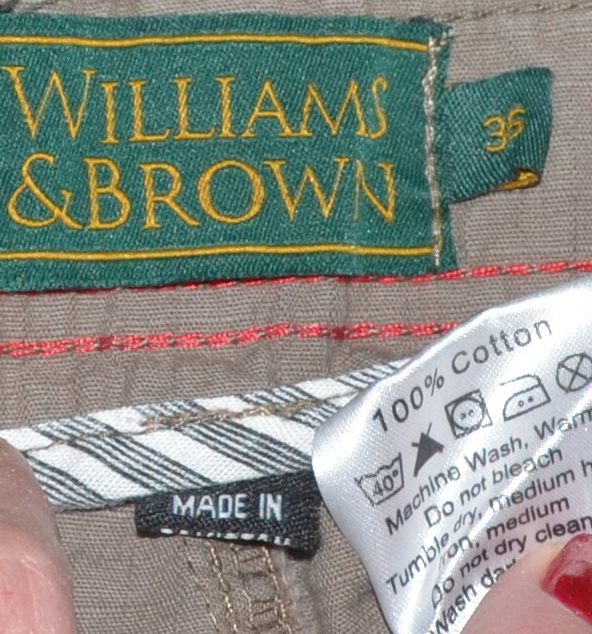 WILLIAMS
&BROWN
36
MADE IN
100% Cotton
40°
Machine Wash, Warm
Do not bleach
Tumble dry, medium
Iron, medium
Do not dry clean
Wash